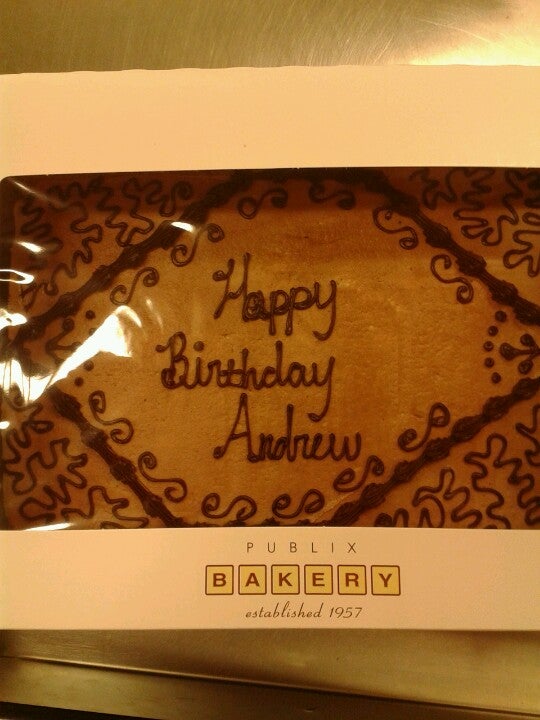 Happy
Birthday
Andrew
PUBLIX
BAKERY
established 1957